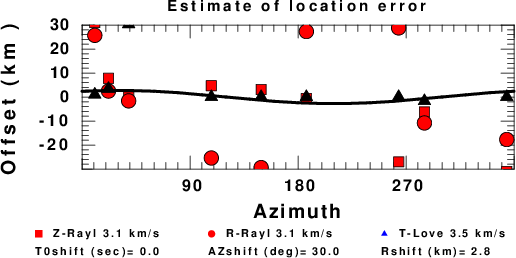 Estimate of location error
30
20
10
0
-10
-20
Offset (km)
90 180 270
Azimuth
Z-Rayl 3.1 km/s R-Rayl 3.1 km/s T-Love 3.5 km/s
T0shift (sec)= 0.0 AZshift (deg)= 30.0 Rshift (km)= 2.8